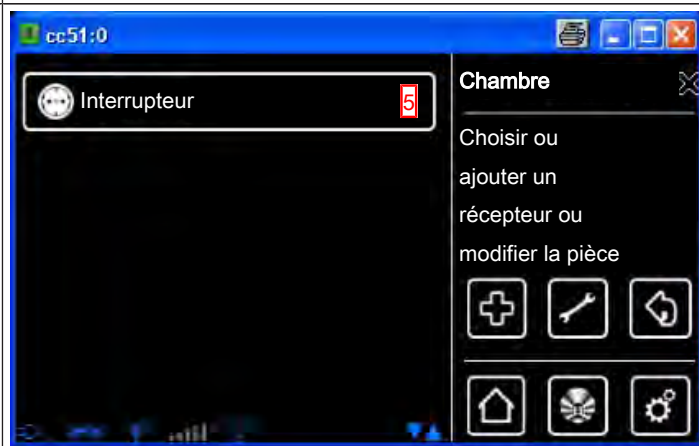 cc51:0
Interrupteur 5
Chambre
Choisir ou
ajouter un
récepteur ou
modifier la pièce